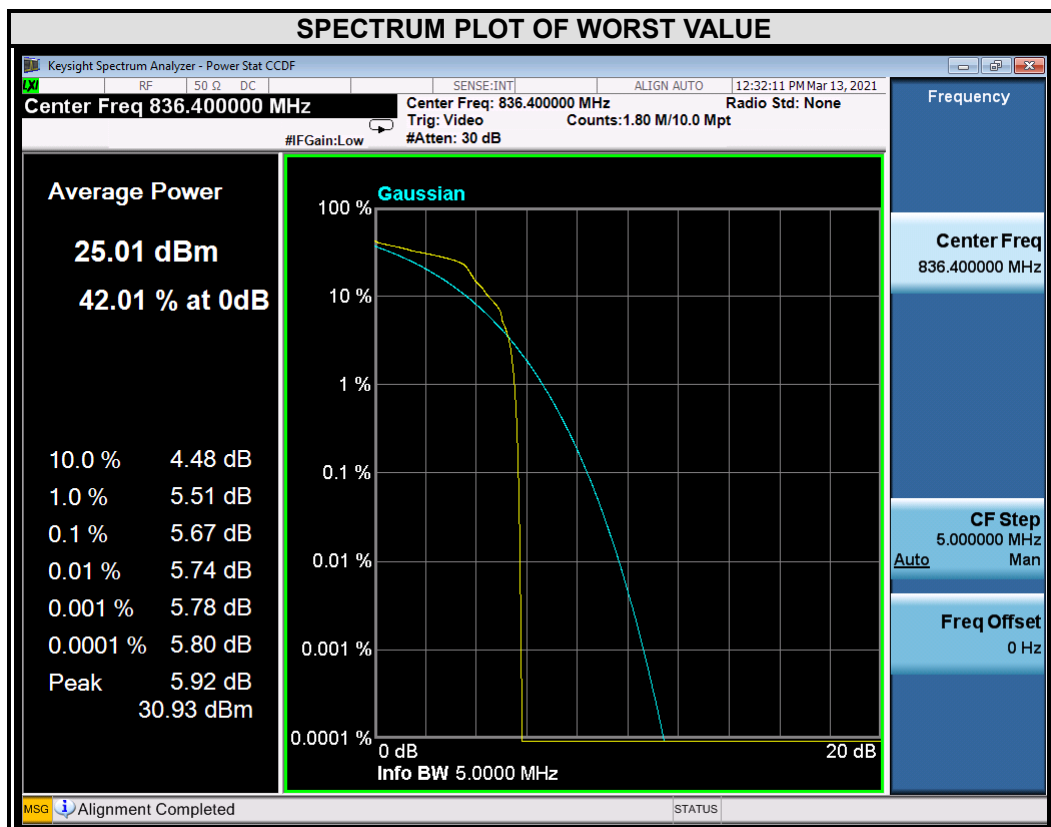 SPECTRUM PLOT OF WORST VALUE
Keysight Spectrum Analyzer - Power Stat CCDF
LXI RF 50 Ω DC SENSE:INT ALIGN AUTO 12:32:11 PM Mar 13, 2021
Center Freq 836.400000 MHz
#IFGain:Low
Center Freq: 836.400000 MHz Radio Std: None
Trig: Video Counts:1.80 M/10.0 Mpt
#Atten: 30 dB
Average Power
25.01 dBm
42.01 % at 0dB
10.0 % 4.48 dB
1.0 % 5.51 dB
0.1 % 5.67 dB
0.01 % 5.74 dB
0.001 % 5.78 dB
0.0001 % 5.80 dB
Peak 5.92 dB
30.93 dBm
Gaussian
100 %
10 %
1 %
0.1 %
0.01 %
0.001 %
0.0001 %
0 dB 20 dB
Info BW 5.0000 MHz
Frequency
Center Freq
836.400000 MHz
CF Step
5.000000 MHz
Auto Man
Freq Offset
0 Hz
MSG Alignment Completed STATUS